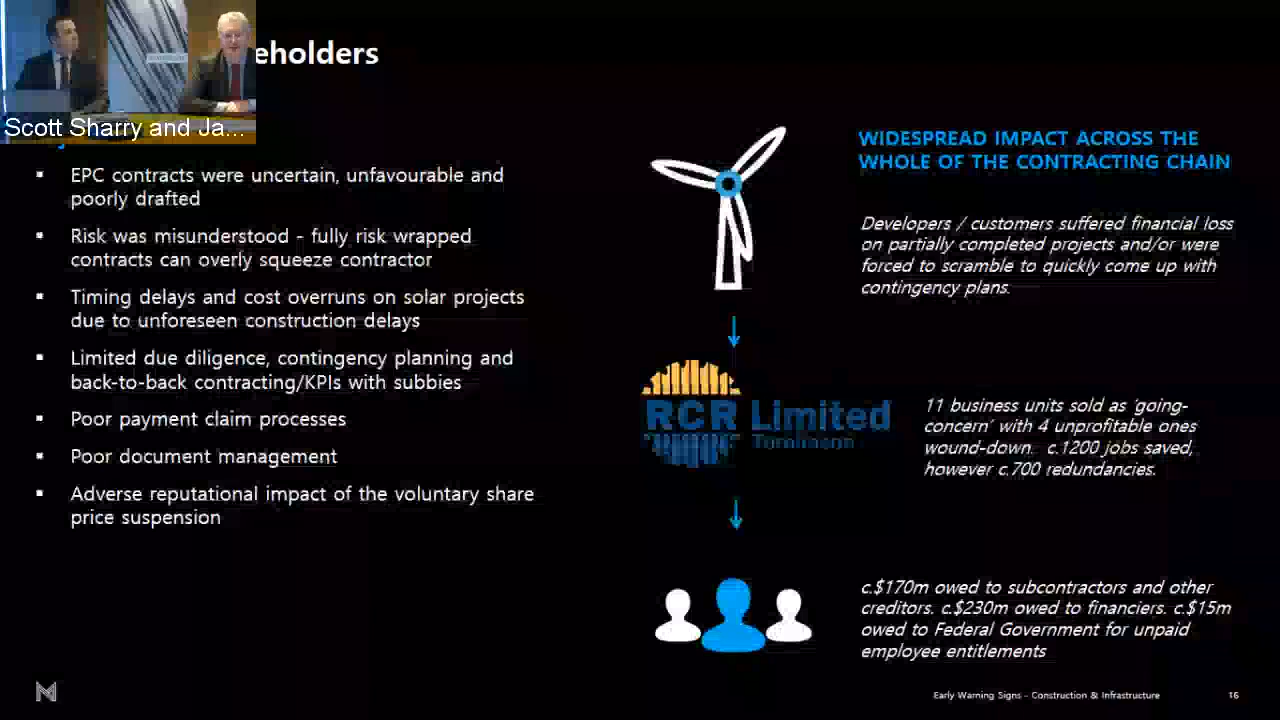 eholders
Scott Sharry and Ja...
▪ EPC contracts were uncertain, unfavourable and
poorly drafted
▪ Risk was misunderstood – fully risk wrapped
contracts can overly squeeze contractor
▪ Timing delays and cost overruns on solar projects
due to unforeseen construction delays
▪ Limited due diligence, contingency planning and
back-to-back contracting/KPIs with subbies
▪ Poor payment claim processes
▪ Poor document management
▪ Adverse reputational impact of the voluntary share
price suspension
WIDESPREAD IMPACT ACROSS THE
WHOLE OF THE CONTRACTING CHAIN
Developers / customers suffered financial loss
on partially completed projects and/or were
forced to scramble to quickly come up with
contingency plans.
RCR Limited
Tomlinson
11 business units sold as 'going-
concern' with 4 unprofitable ones
wound-down. c.1200 jobs saved,
however c.700 redundancies.
c.$170m owed to subcontractors and other
creditors. c.$230m owed to financiers. c.$15m
owed to Federal Government for unpaid
employee entitlements
Early Warning Signs - Construction & Infrastructure
16